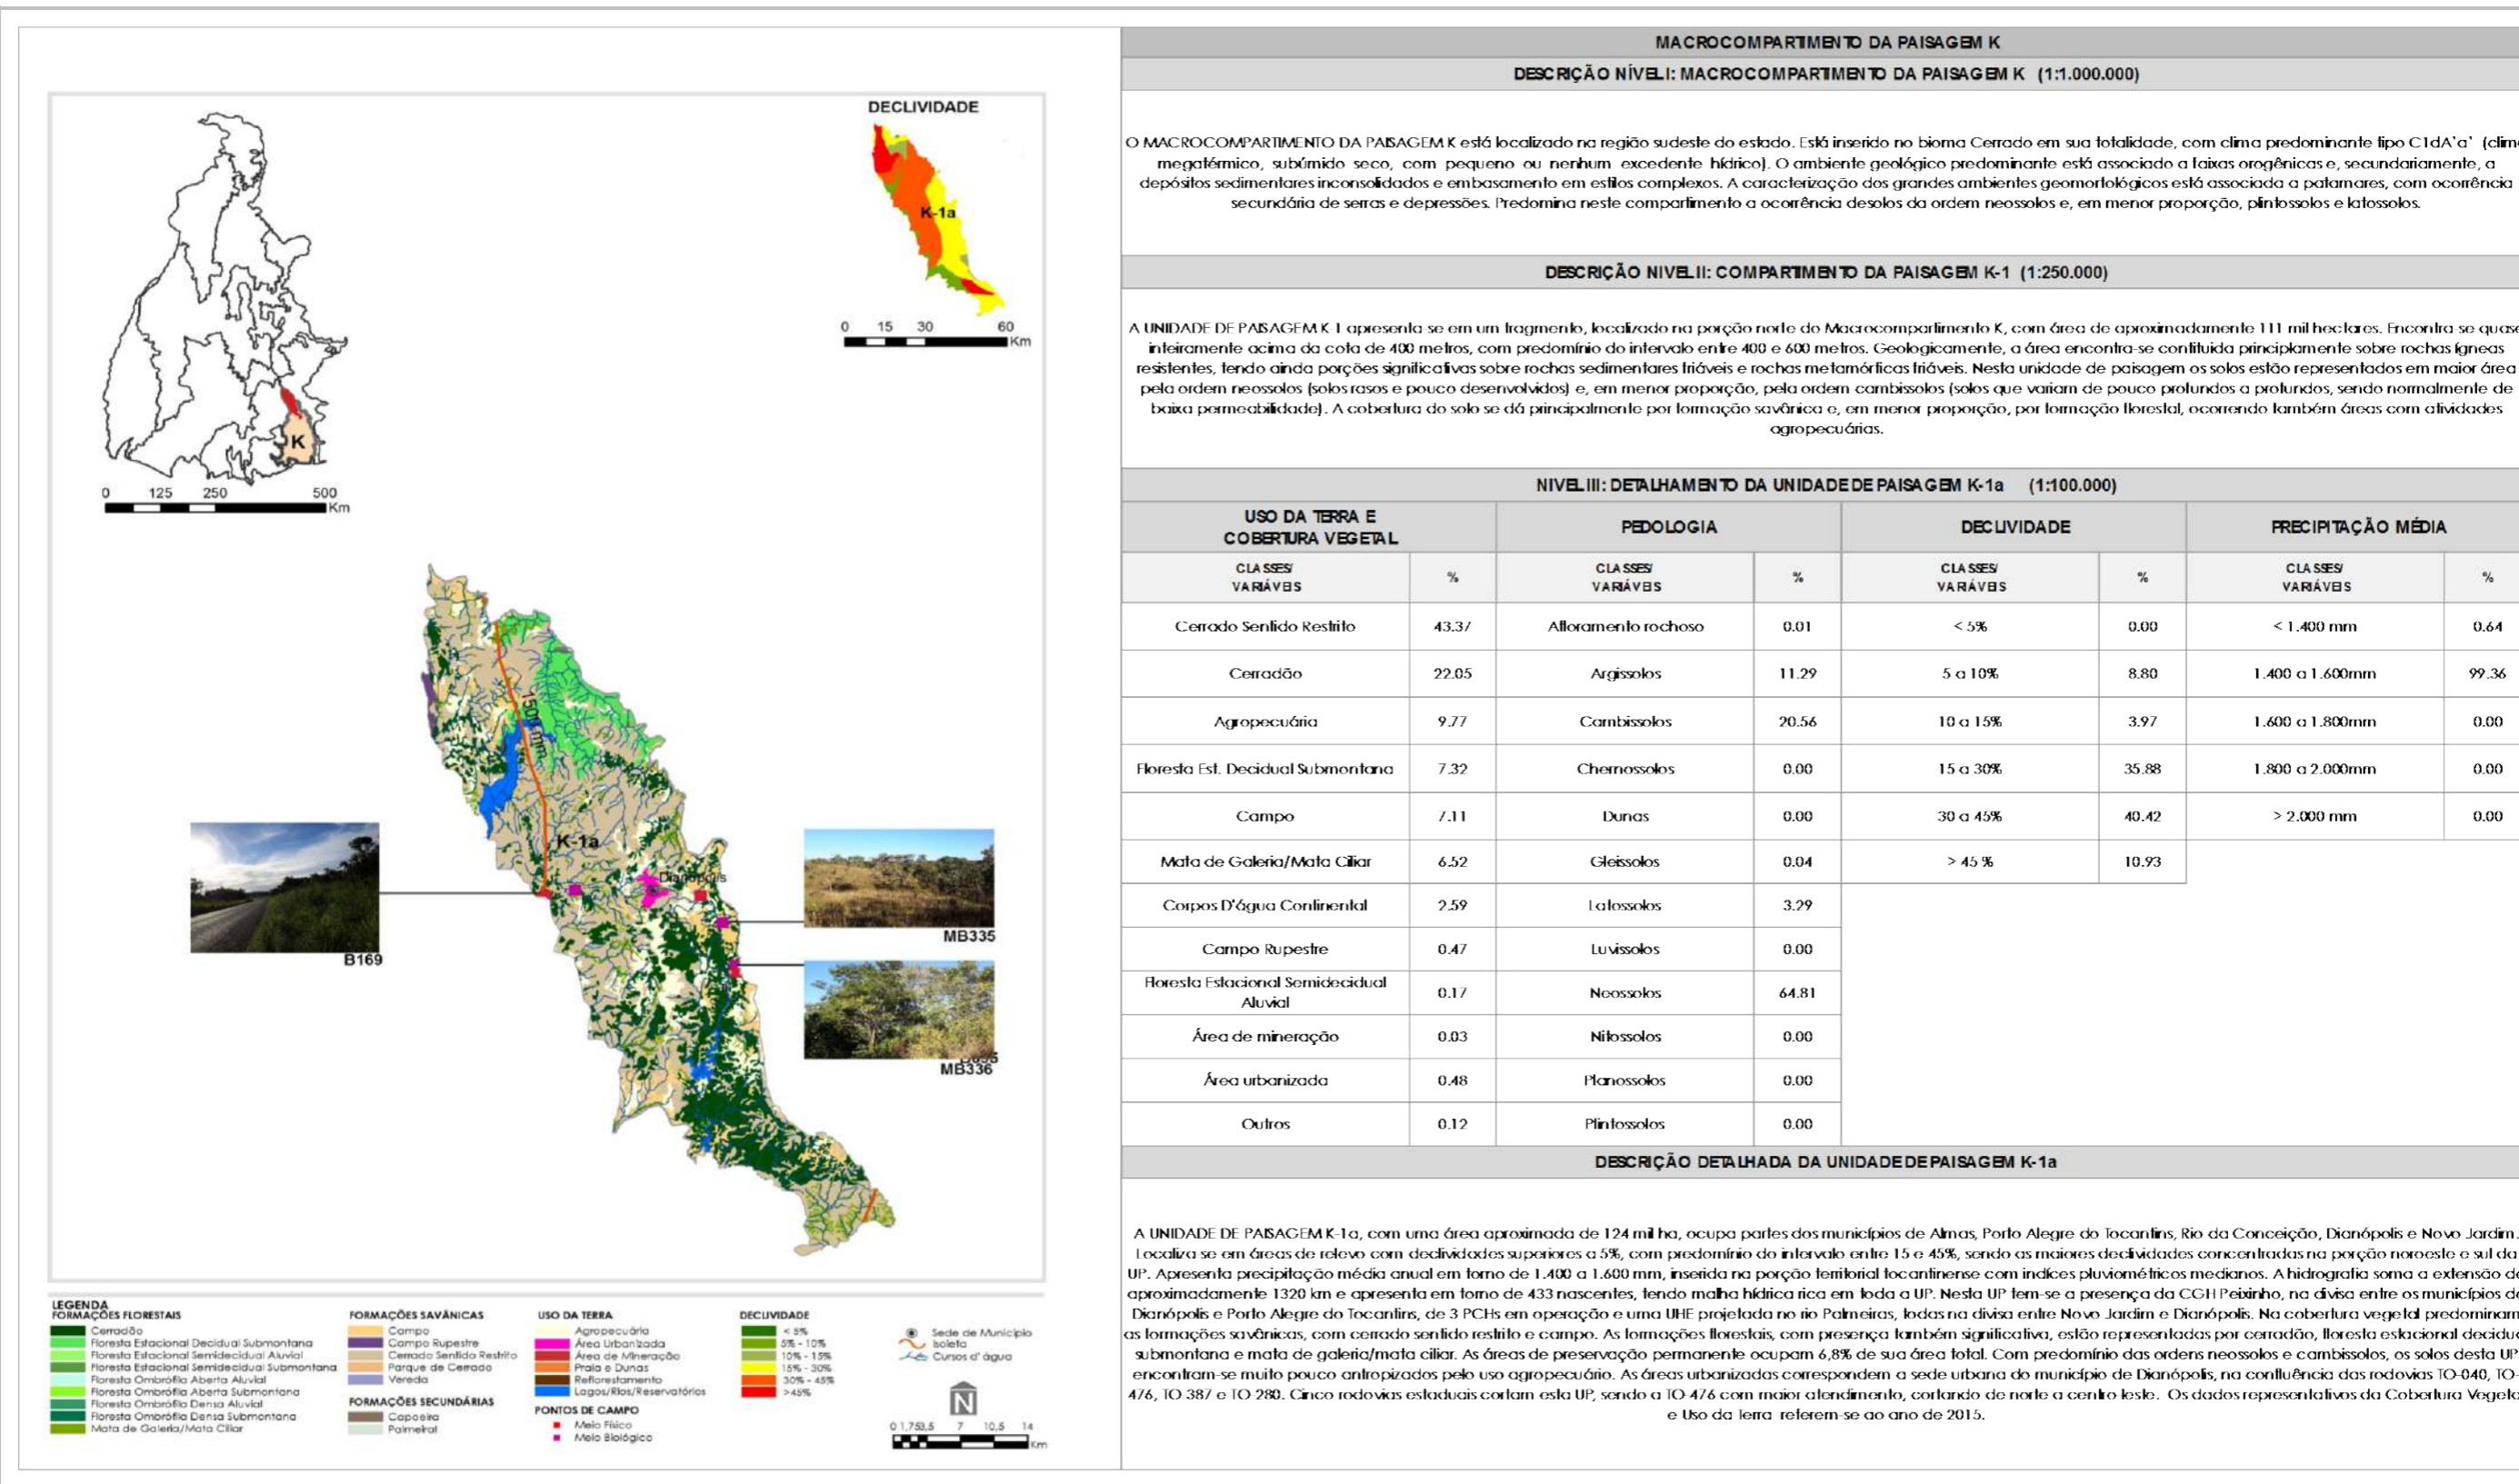 DECLIVIDADE
K-1a
0 15 30 60
Km
K
0 125 250 500
Km
1500 mm
K-1a
Dianópolis
B169
MB335
MB336
LEGENDA
FORMAÇÕES FLORESTAIS
Cerradão
Floresta Estacional Decidual Submontana
Floresta Estacional Semidecidual Aluvial
Floresta Estacional Semidecidual Submontana
Floresta Ombrófila Aberta Aluvial
Floresta Ombrófila Aberta Submontana
Floresta Ombrófila Densa Aluvial
Floresta Ombrófila Densa Submontana
Mata de Galeria/Mata Ciliar
FORMAÇÕES SAVÂNICAS
Campo
Campo Rupestre
Cerrado Sentido Restrito
Parque de Cerrado
Vereda
FORMAÇÕES SECUNDÁRIAS
Capoeira
Palmeiral
USO DA TERRA
Agropecuária
Área Urbanizada
Área de Mineração
Praia e Dunas
Reflorestamento
Lagos/Rios/Reservatórios
PONTOS DE CAMPO
Meio Físico
Meio Biológico
DECLIVIDADE
< 5%
5% - 10%
10% - 15%
15% - 30%
30% - 45%
>45%
Sede de Município
Isoieta
Cursos d' água
N
0 1,753,5 7 10,5 14
Km
MACROCOMPARTIMENTO DA PAISAGEM K
DESCRIÇÃO NÍVEL I: MACROCOMPARTIMENTO DA PAISAGEM K (1:1.000.000)
O MACROCOMPARTIMENTO DA PAISAGEM K está localizado na região sudeste do estado. Está inserido no bioma Cerrado em sua totalidade, com clima predominante tipo C1dA'a' (clim
megatérmico, subúmido seco, com pequeno ou nenhum excedente hídrico). O ambiente geológico predominante está associado a faixas orogênicas e, secundariamente, a
depósitos sedimentares inconsolidados e embasamento em estilos complexos. A caracterização dos grandes ambientes geomorfológicos está associada a patamares, com ocorrência
secundária de serras e depressões. Predomina neste compartimento a ocorrência desolos da ordem neossolos e, em menor proporção, plintossolos e latossolos.
DESCRIÇÃO NIVEL II: COMPARTIMENTO DA PAISAGEM K-1 (1:250.000)
A UNIDADE DE PAISAGEM K-1 apresenta-se em um fragmento, localizado na porção norte do Macrocompartimento K, com área de aproximadamente 111 mil hectares. Encontra se quase
inteiramente acima da cota de 400 metros, com predomínio do intervalo entre 400 e 600 metros. Geologicamente, a área encontra-se contituida principlamente sobre rochas ígneas
resistentes, tendo ainda porções significativas sobre rochas sedimentares friáveis e rochas metamórticas friáveis. Nesta unidade de paisagem os solos estão representados em maior área
pela ordem neossolos (solos rasos e pouco desenvolvidos) e, em menor proporção, pela ordem cambissolos (solos que variam de pouco profundos a profundos, sendo normalmente de
baixa permeabilidade). A cobertura do solo se dá principalmente por formação savânica e, em menor proporção, por formação florestal, ocorrendo também áreas com atividades
agropecuárias.
NIVEL III: DETALHAMENTO DA UNIDADE DE PAISAGEM K-1a (1:100.000)
USO DA TERRA E COBERTURA VEGETAL PEDOLOGIA DECLIVIDADE PRECIPITAÇÃO MÉDIA
CLASSES/ VARIÁVEIS % CLASSES/ VARIÁVEIS % CLASSES/ VARIÁVEIS % CLASSES/ VARIÁVEIS %
Cerrado Sentido Restrito 43.37 Afloramento rochoso 0.01 < 5% 0.00 < 1.400 mm 0.64
Cerradão 22.05 Argissolos 11.29 5 a 10% 8.80 1.400 a 1.600mm 99.36
Agropecuária 9.77 Cambissolos 20.56 10 a 15% 3.97 1.600 a 1.800mm 0.00
Floresta Est. Decidual Submontana 7.32 Chernossolos 0.00 15 a 30% 35.88 1.800 a 2.000mm 0.00
Campo 7.11 Dunas 0.00 30 a 45% 40.42 > 2.000 mm 0.00
Mata de Galeria/Mata Ciliar 6.52 Gleissolos 0.04 > 45 % 10.93
Corpos D'água Continental 2.59 Latossolos 3.29
Campo Rupestre 0.47 Luvissolos 0.00
Floresta Estacional Semidecidual Aluvial 0.17 Neossolos 64.81
Área de mineração 0.03 Nitossolos 0.00
Área urbanizada 0.48 Planossolos 0.00
Outros 0.12 Plintossolos 0.00
DESCRIÇÃO DETALHADA DA UNIDADE DE PAISAGEM K-1a
A UNIDADE DE PAISAGEM K-1a, com uma área aproximada de 124 mil ha, ocupa partes dos municípios de Almas, Porto Alegre do Tocantins, Rio da Conceição, Dianópolis e Novo Jardim.
Localiza se em áreas de relevo com declividades superiores a 5%, com predomínio do intervalo entre 15 e 45%, sendo as maiores declividades concentradas na porção noroeste e sul da
UP. Apresenta precipitação média anual em torno de 1.400 a 1.600 mm, inserida na porção territorial tocantinense com indíces pluviométricos medianos. A hidrografia soma a extensão de
aproximadamente 1320 km e apresenta em torno de 433 nascentes, tendo malha hídrica rica em toda a UP. Nesta UP tem-se a presença da CGH Peixinho, na divisa entre os municípios de
Dianópolis e Porto Alegre do Tocantins, de 3 PCHs em operação e uma UHE projetada no rio Palmeiras, todas na divisa entre Novo Jardim e Dianópolis. Na cobertura vegetal predominam
as formações savânicas, com cerrado sentido restrito e campo. As formações florestais, com presença também significativa, estão representadas por cerradão, floresta estacional decidua
submontana e mata de galeria/mata ciliar. As áreas de preservação permanente ocupam 6,8% de sua área total. Com predomínio das ordens neossolos e cambissolos, os solos desta UP
encontram-se muito pouco antropizados pelo uso agropecuário. As áreas urbanizadas correspondem a sede urbana do município de Dianópolis, na confluência das rodovias TO-040, TO-
476, TO 387 e TO 280. Cinco rodovias estaduais cortam esta UP, sendo a TO 476 com maior atendimento, cortando de norte a centro leste. Os dados representativos da Cobertura Vegeta
e Uso da Terra referem-se ao ano de 2015.